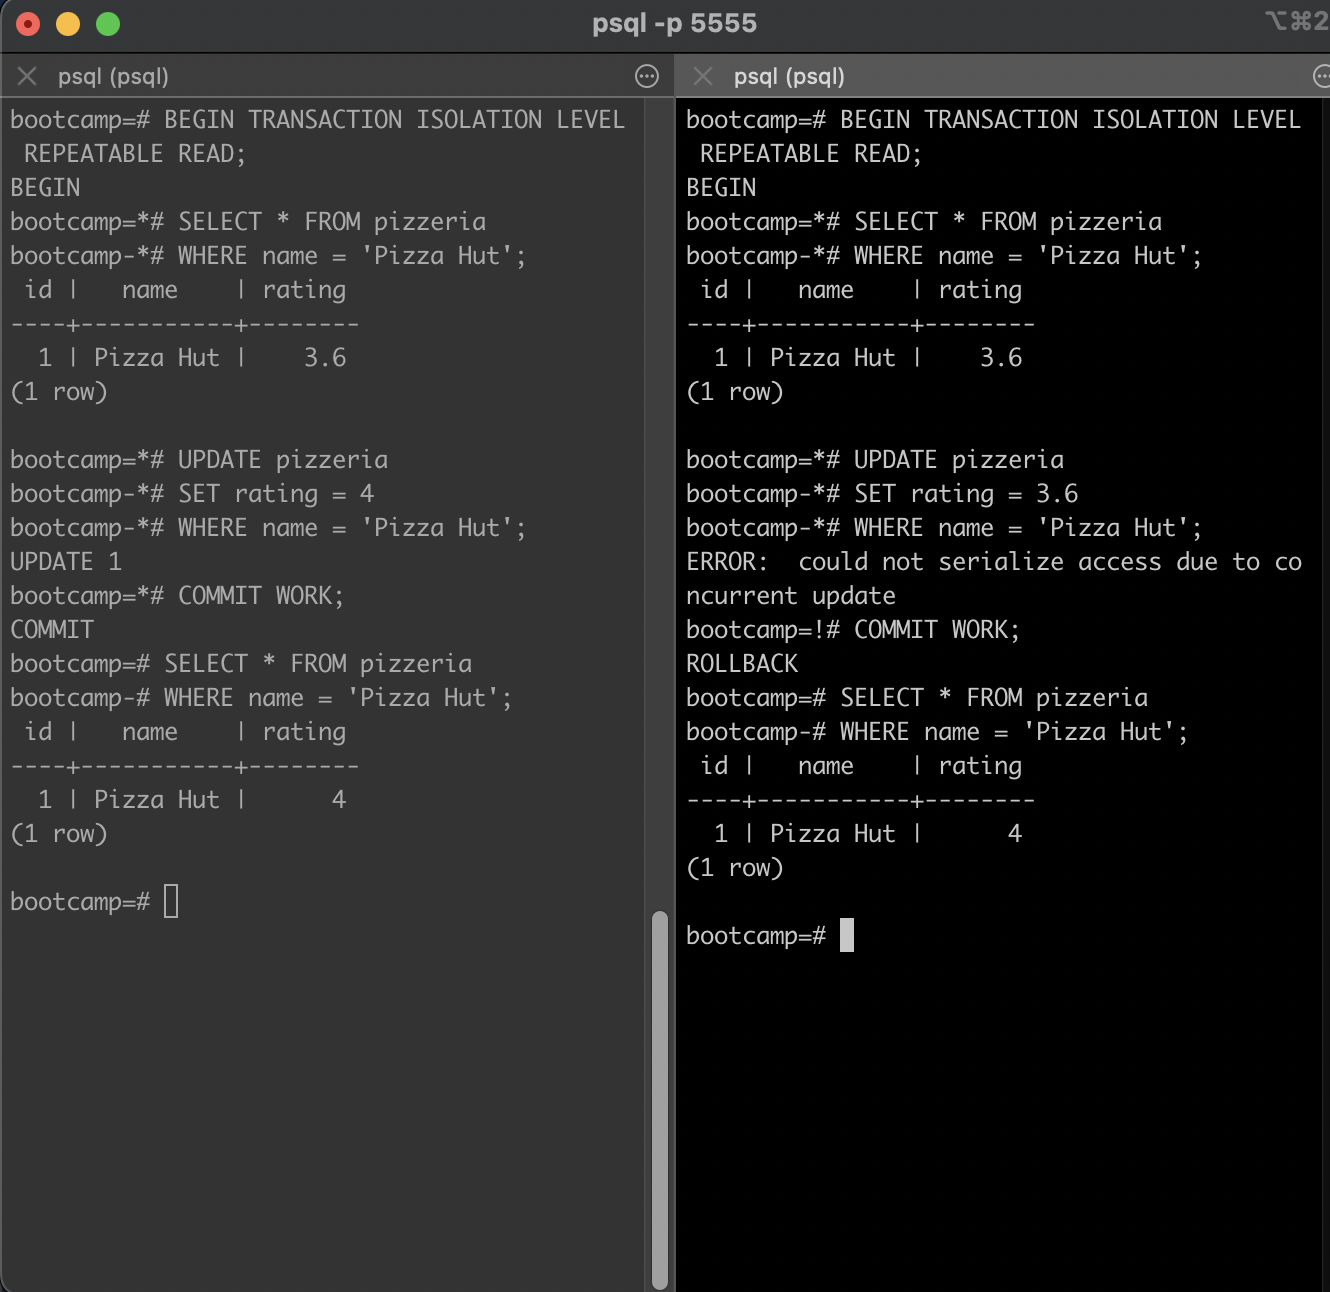 psql -p 5555
⌥⌘2
psql (psql)
bootcamp=# BEGIN TRANSACTION ISOLATION LEVEL
 REPEATABLE READ;
BEGIN
bootcamp=*# SELECT * FROM pizzeria
bootcamp-*# WHERE name = 'Pizza Hut';
 id |   name    | rating
----+-----------+--------
  1 | Pizza Hut |    3.6
(1 row)
bootcamp=*# UPDATE pizzeria
bootcamp-*# SET rating = 4
bootcamp-*# WHERE name = 'Pizza Hut';
UPDATE 1
bootcamp=*# COMMIT WORK;
COMMIT
bootcamp=# SELECT * FROM pizzeria
bootcamp-# WHERE name = 'Pizza Hut';
 id |   name    | rating
----+-----------+--------
  1 | Pizza Hut |      4
(1 row)
bootcamp=#
psql (psql)
bootcamp=# BEGIN TRANSACTION ISOLATION LEVEL
 REPEATABLE READ;
BEGIN
bootcamp=*# SELECT * FROM pizzeria
bootcamp-*# WHERE name = 'Pizza Hut';
 id |   name    | rating
----+-----------+--------
  1 | Pizza Hut |    3.6
(1 row)
bootcamp=*# UPDATE pizzeria
bootcamp-*# SET rating = 3.6
bootcamp-*# WHERE name = 'Pizza Hut';
ERROR:  could not serialize access due to co
ncurrent update
bootcamp=!# COMMIT WORK;
ROLLBACK
bootcamp=# SELECT * FROM pizzeria
bootcamp-# WHERE name = 'Pizza Hut';
 id |   name    | rating
----+-----------+--------
  1 | Pizza Hut |      4
(1 row)
bootcamp=#